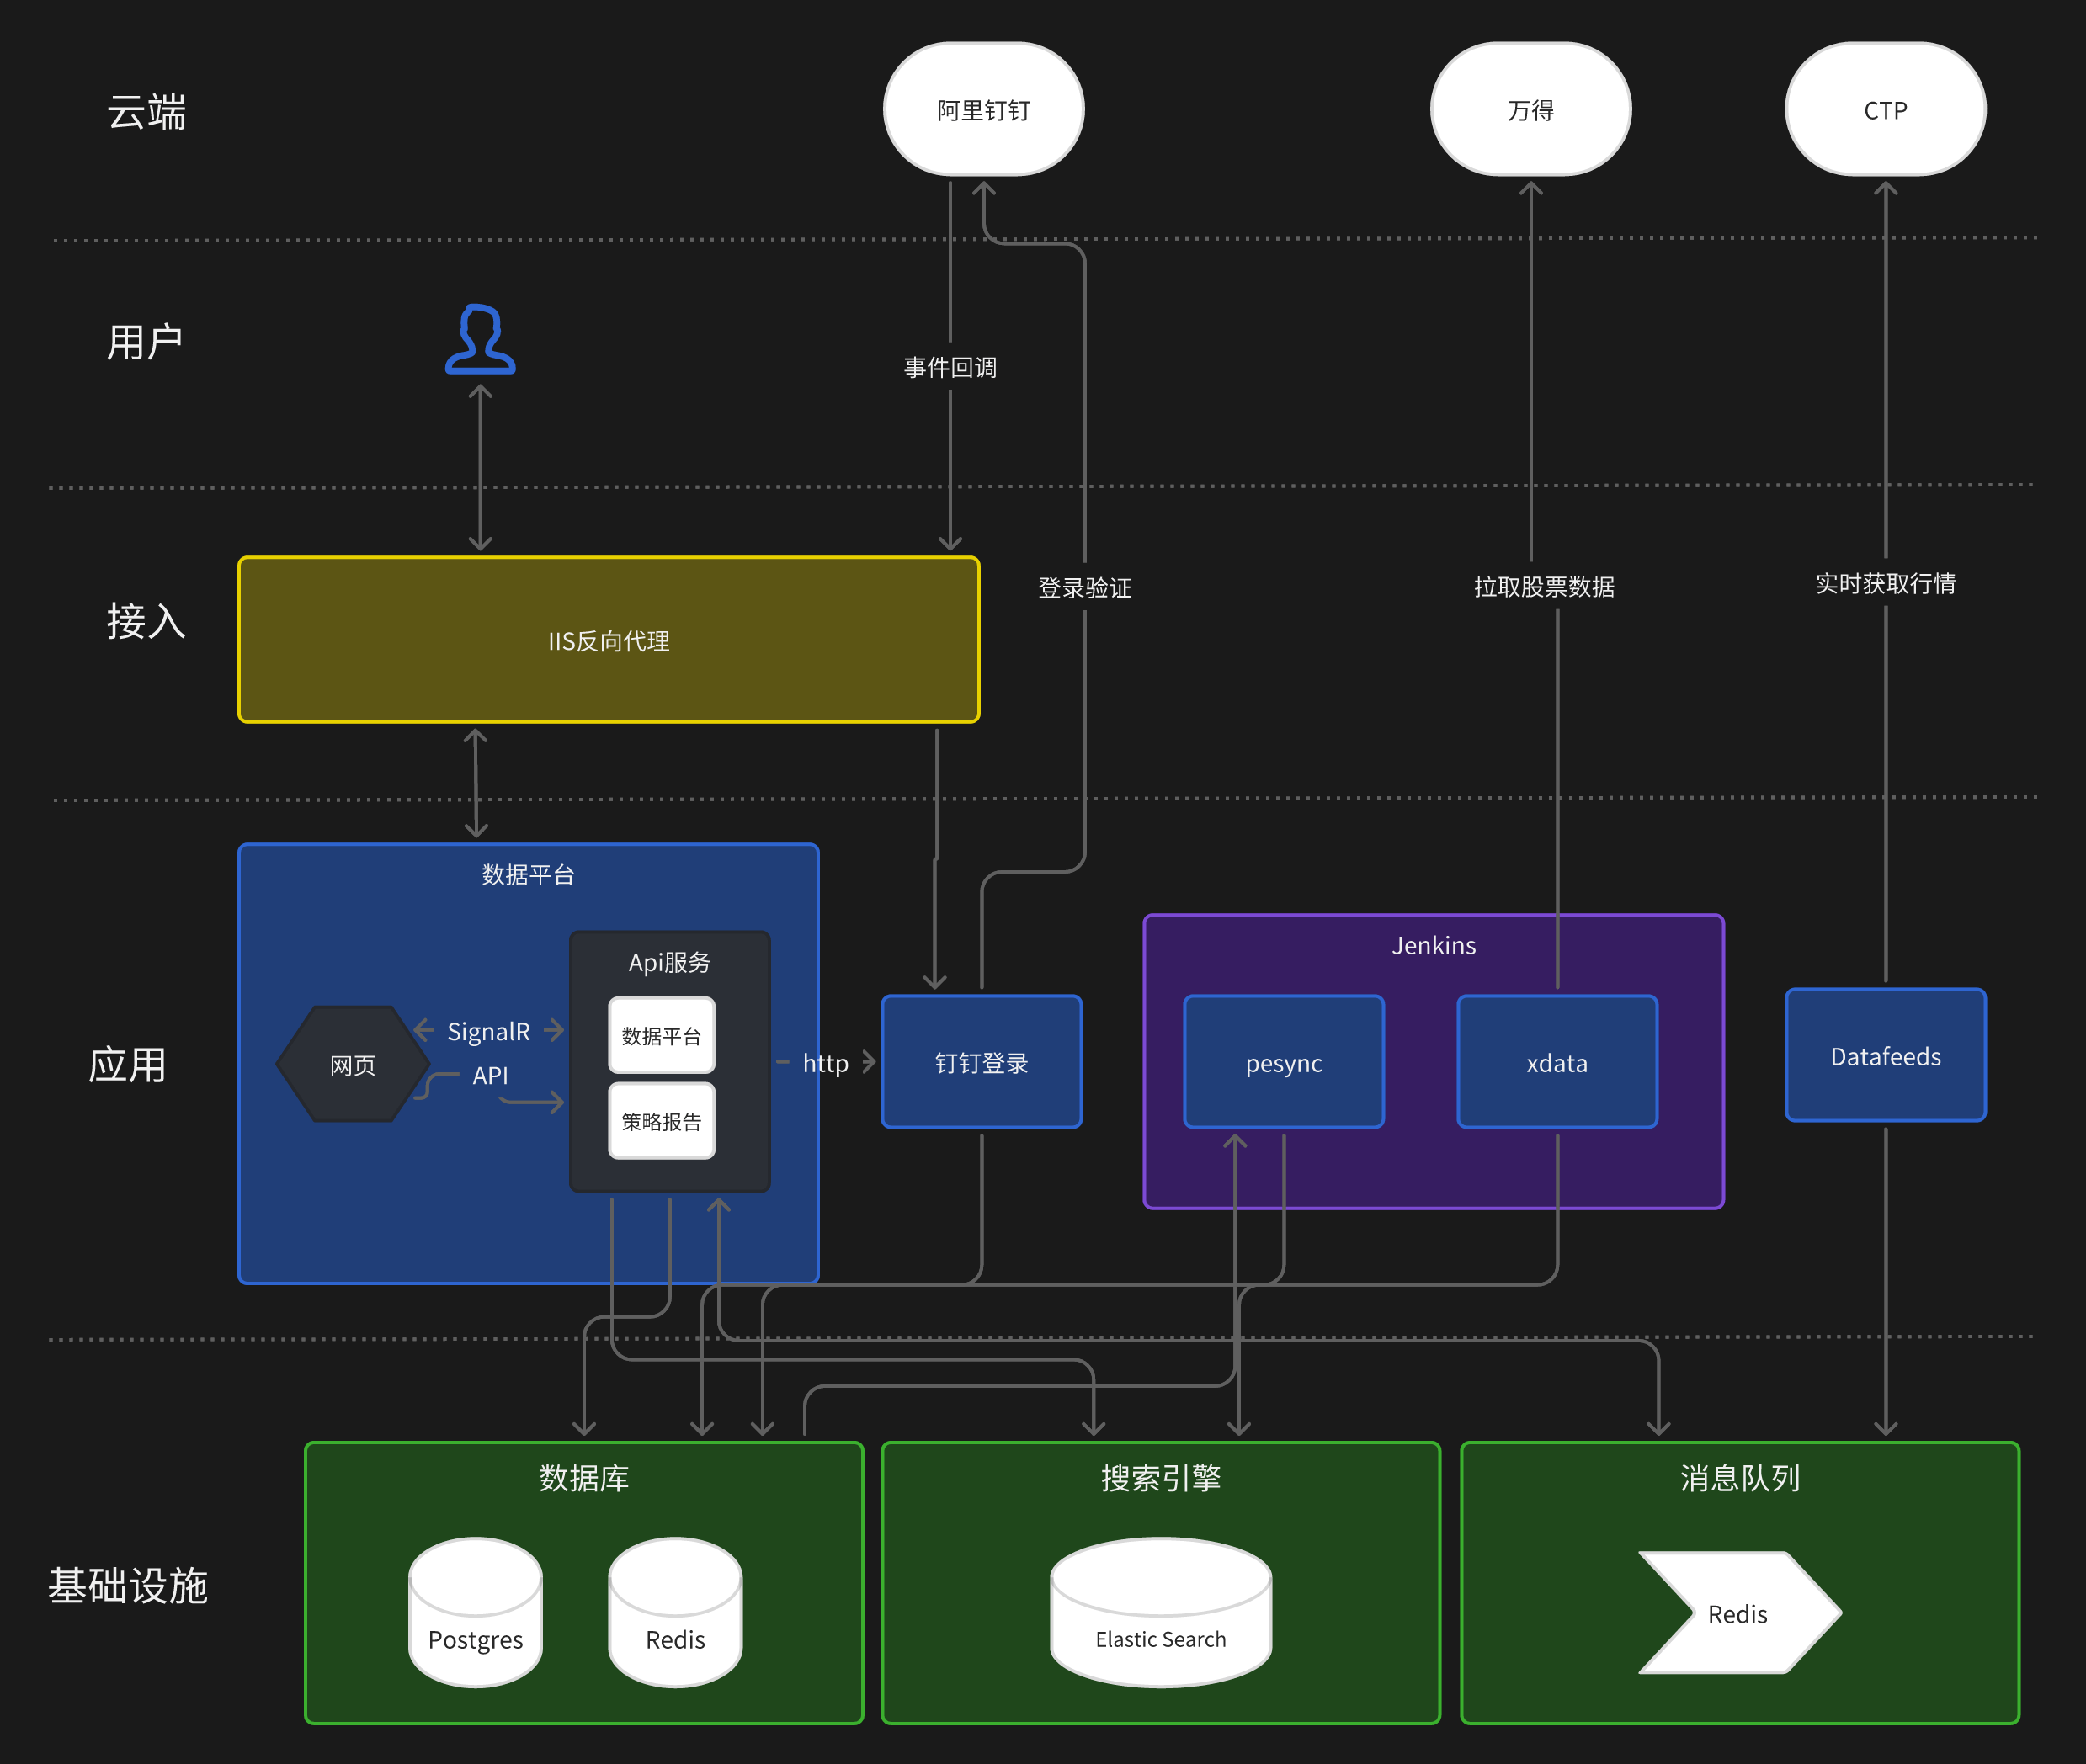 云端
阿里钉钉
万得
CTP
用户
事件回调
接入
IIS反向代理
登录验证
拉取股票数据
实时获取行情
应用
数据平台
Api服务
网页
SignalR
API
数据平台
策略报告
http
钉钉登录
Jenkins
pesync
xdata
Datafeeds
基础设施
数据库
Postgres
Redis
搜索引擎
Elastic Search
消息队列
Redis